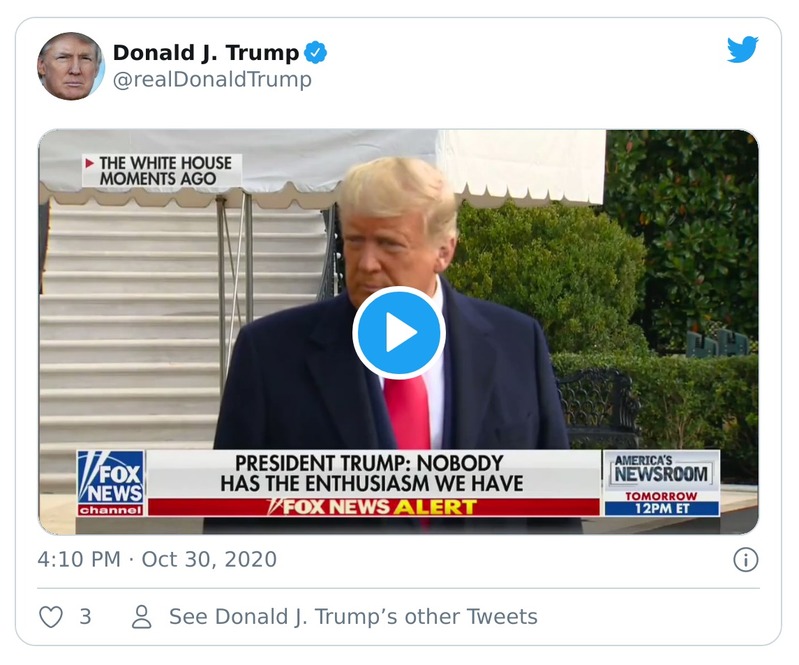 Donald J. Trump
@realDonaldTrump
THE WHITE HOUSE
MOMENTS AGO
PRESIDENT TRUMP: NOBODY
HAS THE ENTHUSIASM WE HAVE
FOX
NEWS
channel
FOX NEWS ALERT
AMERICA'S
NEWSROOM
TOMORROW
12PM ET
4:10 PM · Oct 30, 2020
3
See Donald J. Trump’s other Tweets